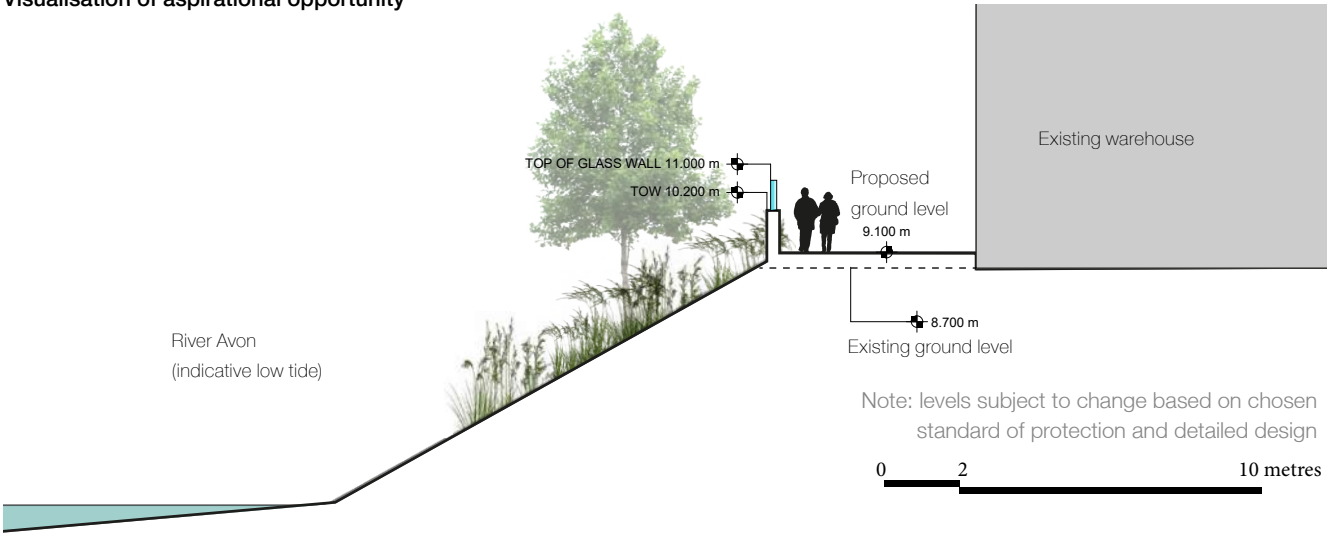 Visualisation of aspirational opportunity
Existing warehouse
TOP OF GLASS WALL 11.000 m
TOW 10.200 m
Proposed
ground level
9.100 m
8.700 m
Existing ground level
River Avon
(indicative low tide)
Note: levels subject to change based on chosen
standard of protection and detailed design
0 2 10 metres